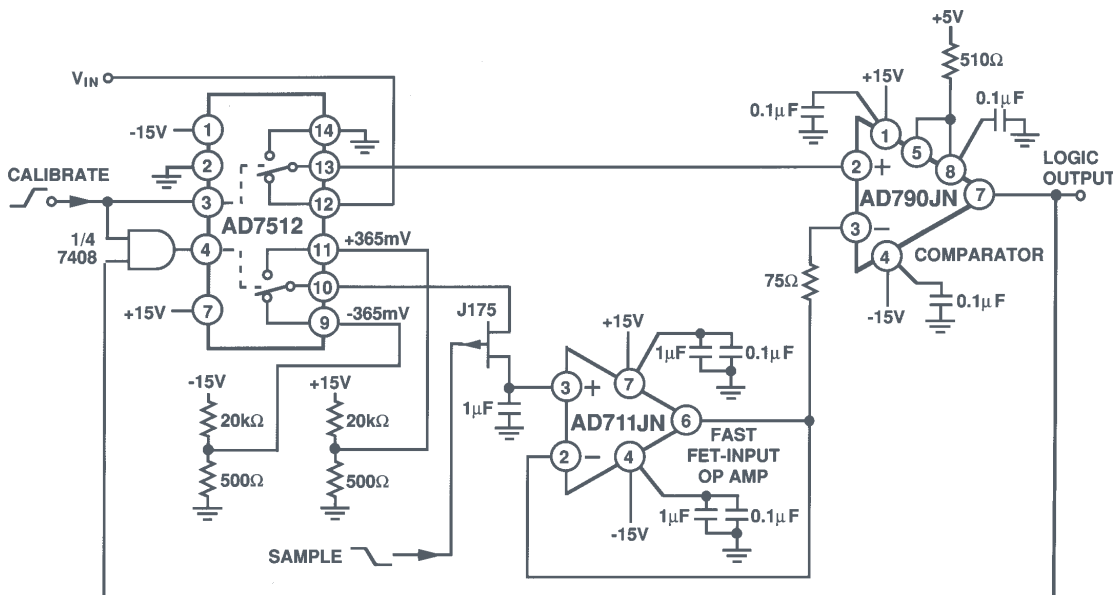 +5V
510Ω
V_IN
+15V
0.1µF
0.1µF
-15V
1
14
1
5
2
13
2
+
8
LOGIC
OUTPUT
CALIBRATE
3
12
AD790JN
7
AD7512
1/4
7408
4
11
+365mV
3
–
4
COMPARATOR
10
75Ω
0.1µF
-15V
+15V
7
9
-365mV
J175
+15V
1µF
0.1µF
-15V
+15V
3
+
7
20kΩ
20kΩ
1µF
AD711JN
6
FAST
FET-INPUT
OP AMP
2
–
4
500Ω
500Ω
1µF
0.1µF
-15V
SAMPLE